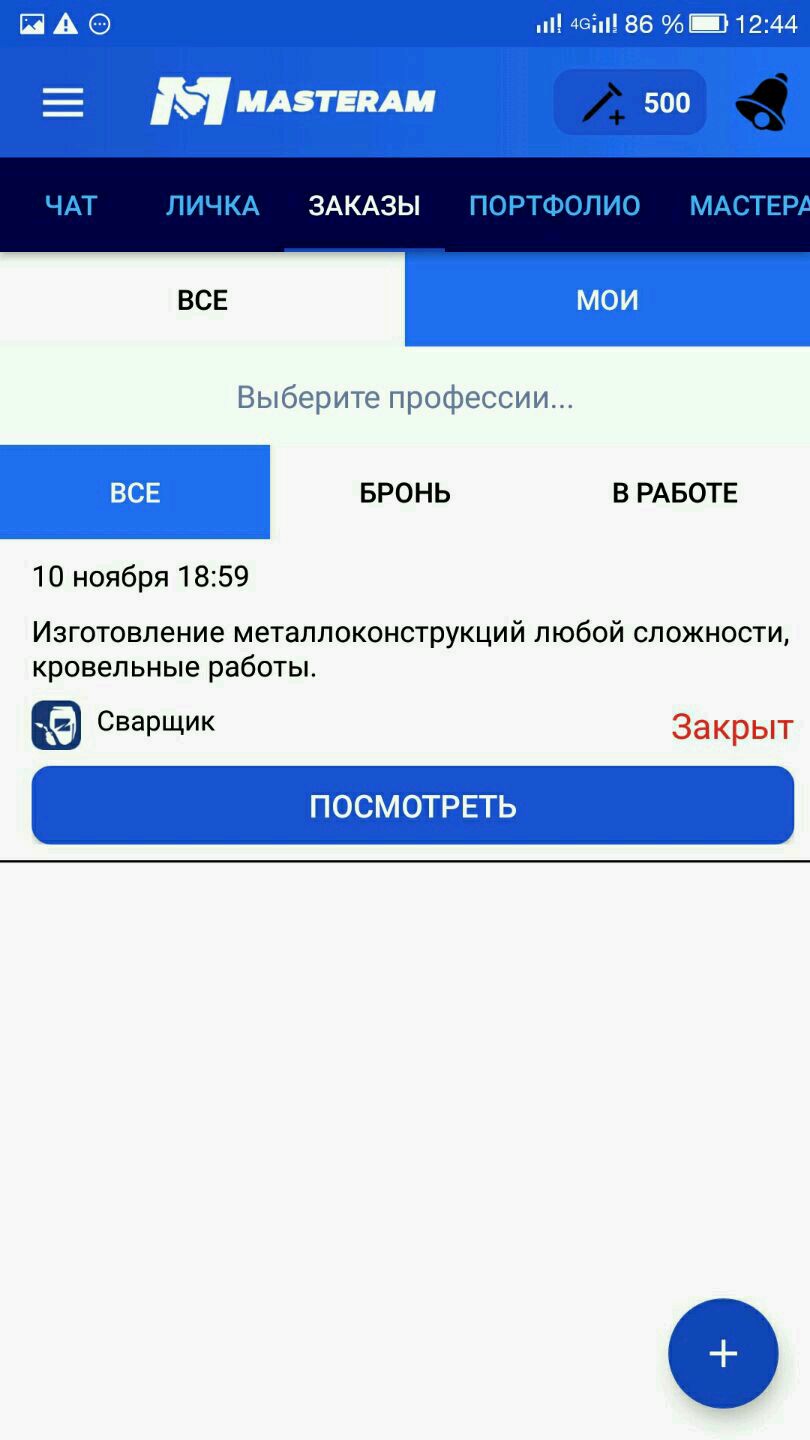 4G 86 % 12:44
MASTERAM 500
ЧАТ ЛИЧКА ЗАКАЗЫ ПОРТФОЛИО МАСТЕРА
ВСЕ МОИ
Выберите профессии...
ВСЕ БРОНЬ В РАБОТЕ
10 ноября 18:59
Изготовление металлоконструкций любой сложности,
кровельные работы.
Сварщик Закрыт
ПОСМОТРЕТЬ
+